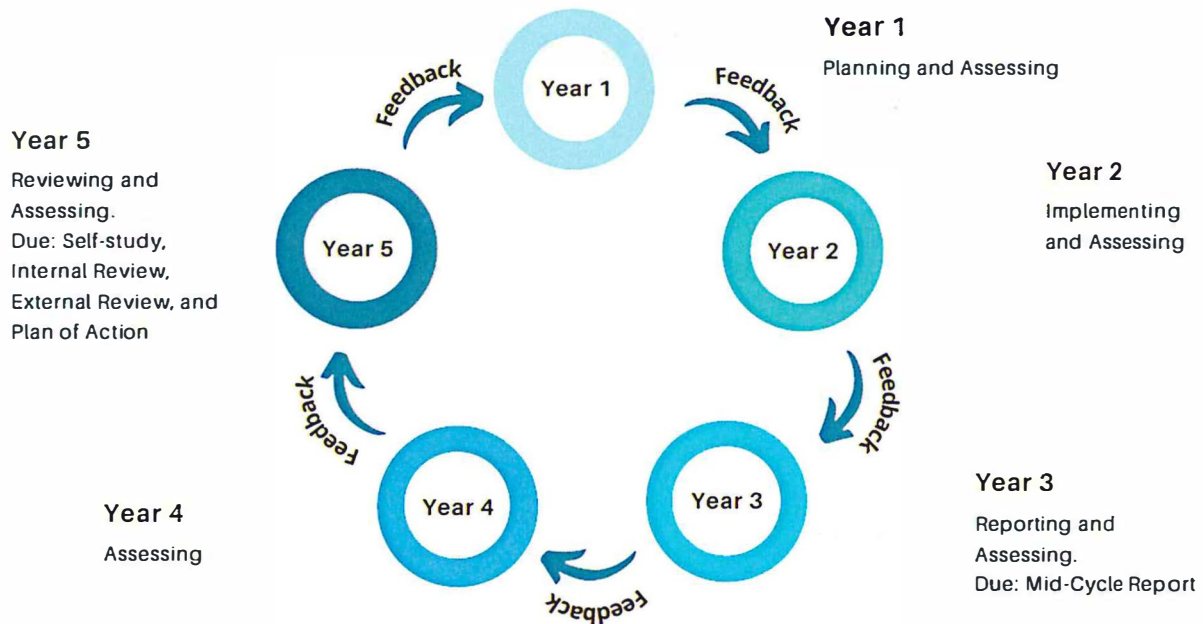 Year 1
Planning and Assessing
Year 1
Feedback
Feedback
Year 2
Implementing
and Assessing
Year 2
Feedback
Year 3
Reporting and
Assessing.
Due: Mid-Cycle Report
Year 3
Feedback
Year 4
Assessing
Year 4
Feedback
Year 5
Reviewing and
Assessing.
Due: Self-study,
Internal Review,
External Review, and
Plan of Action
Year 5